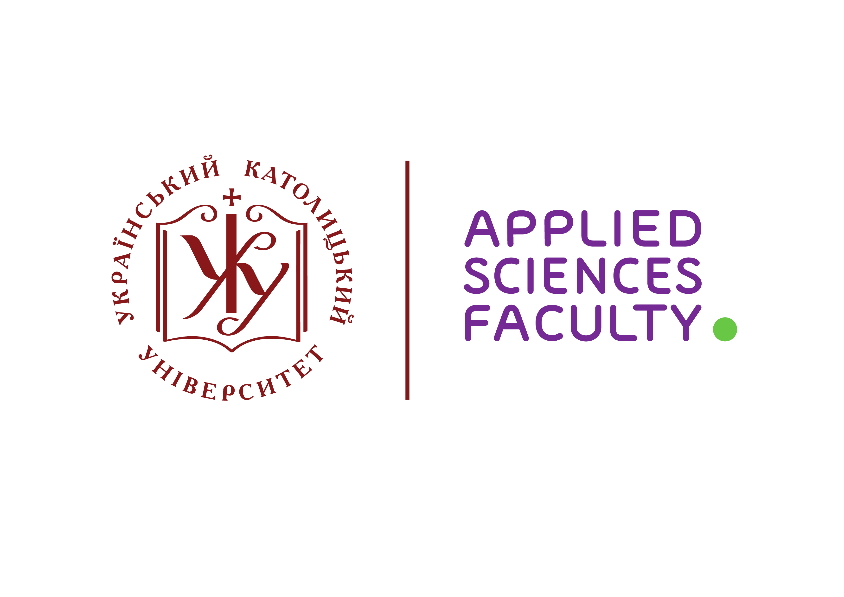 УКРАЇНСЬКИЙ КАТОЛИЦЬКИЙ
УНІВЕРСИТЕТ
УКУ
APPLIED
SCIENCES
FACULTY